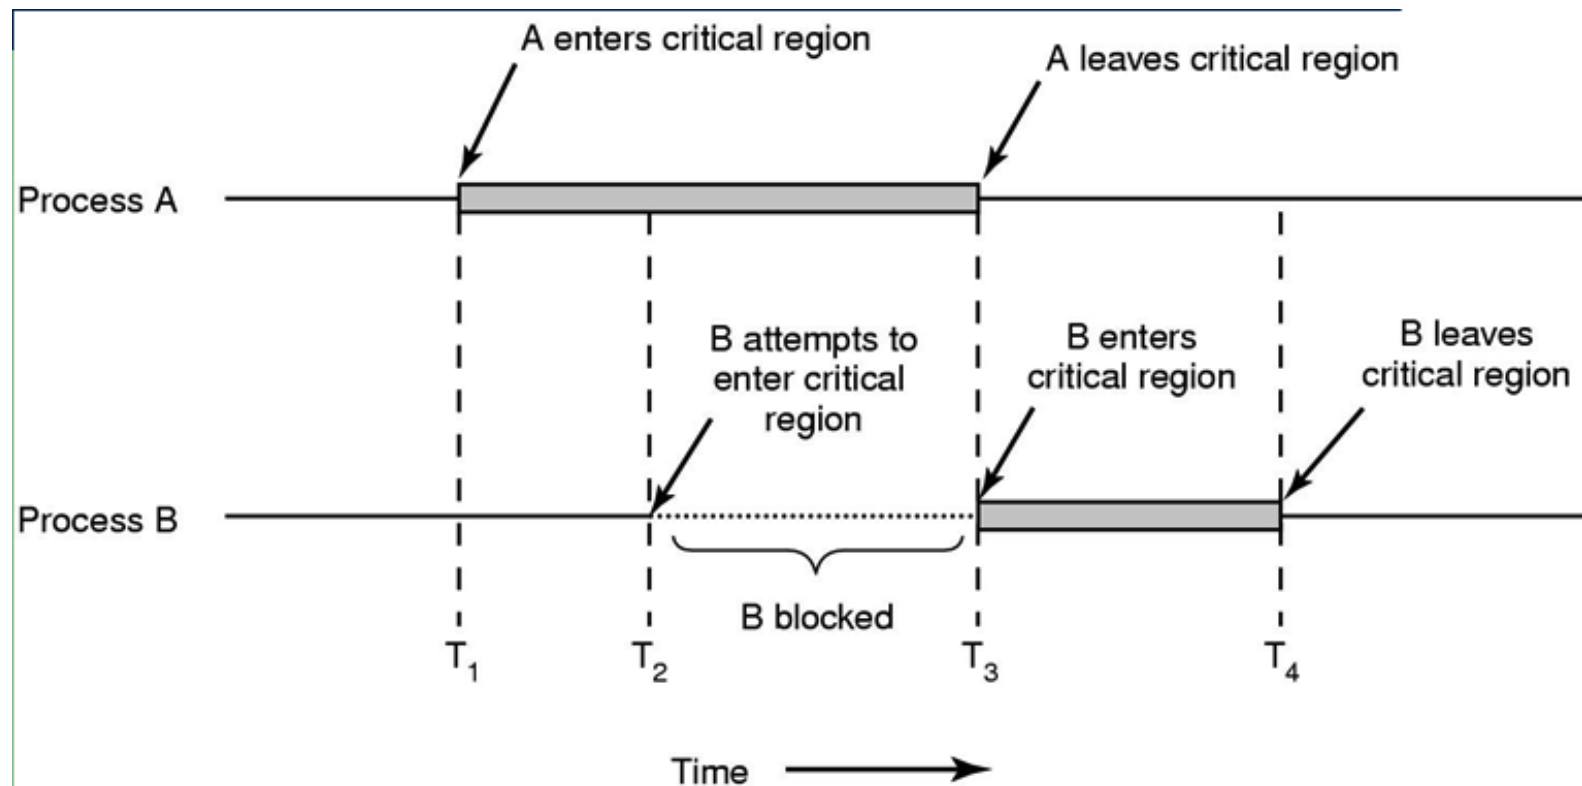 A enters critical region
A leaves critical region
Process A
B attempts to
enter critical
region
B enters
critical region
B leaves
critical region
Process B
B blocked
T1
T2
T3
T4
Time